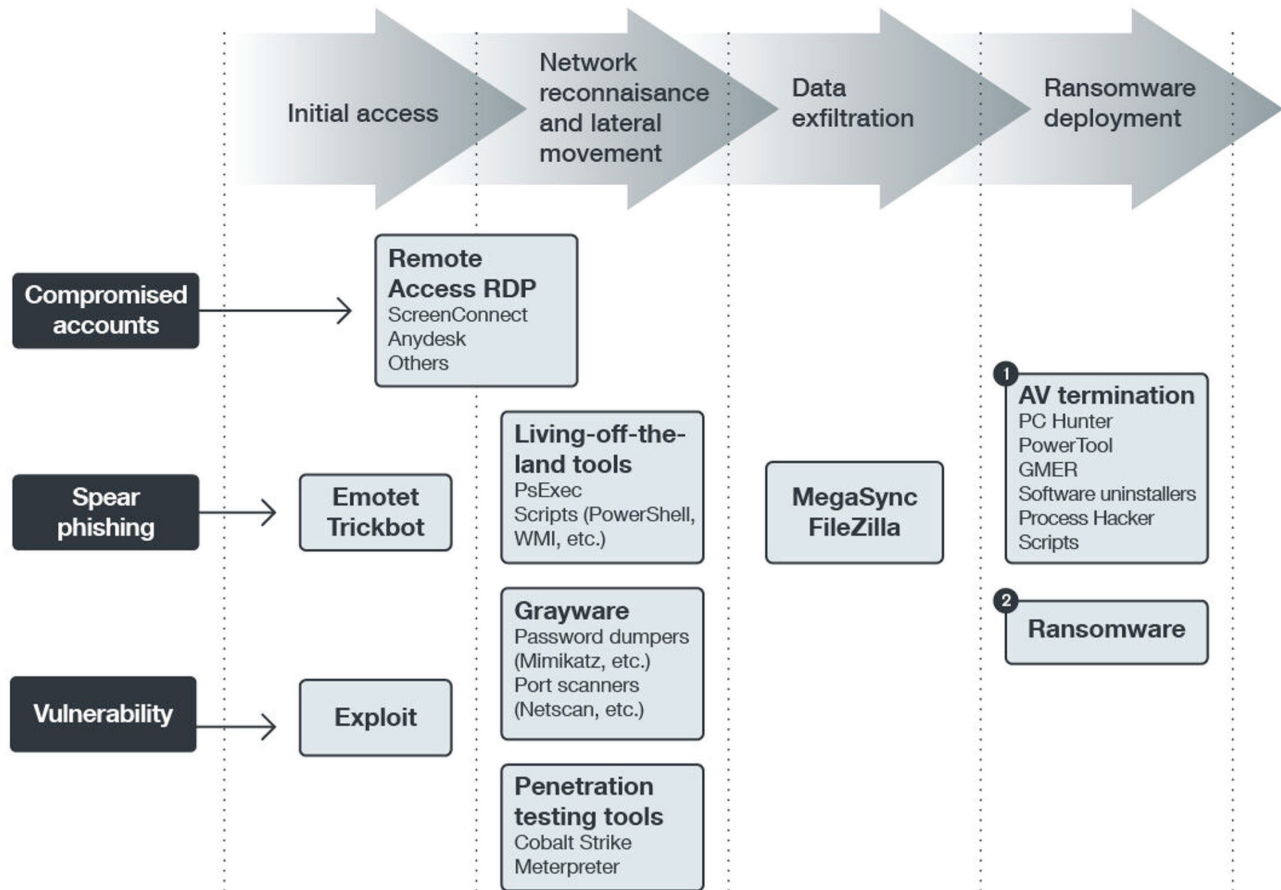 Initial access
Network
reconnaisance
and lateral
movement
Data
exfiltration
Ransomware
deployment
Compromised
accounts
Remote
Access RDP
ScreenConnect
Anydesk
Others
Spear
phishing
Emotet
Trickbot
Living-off-the-
land tools
PsExec
Scripts (PowerShell,
WMI, etc.)
MegaSync
FileZilla
1
AV termination
PC Hunter
PowerTool
GMER
Software uninstallers
Process Hacker
Scripts
Vulnerability
Exploit
Grayware
Password dumpers
(Mimikatz, etc.)
Port scanners
(Netscan, etc.)
2
Ransomware
Penetration
testing tools
Cobalt Strike
Meterpreter